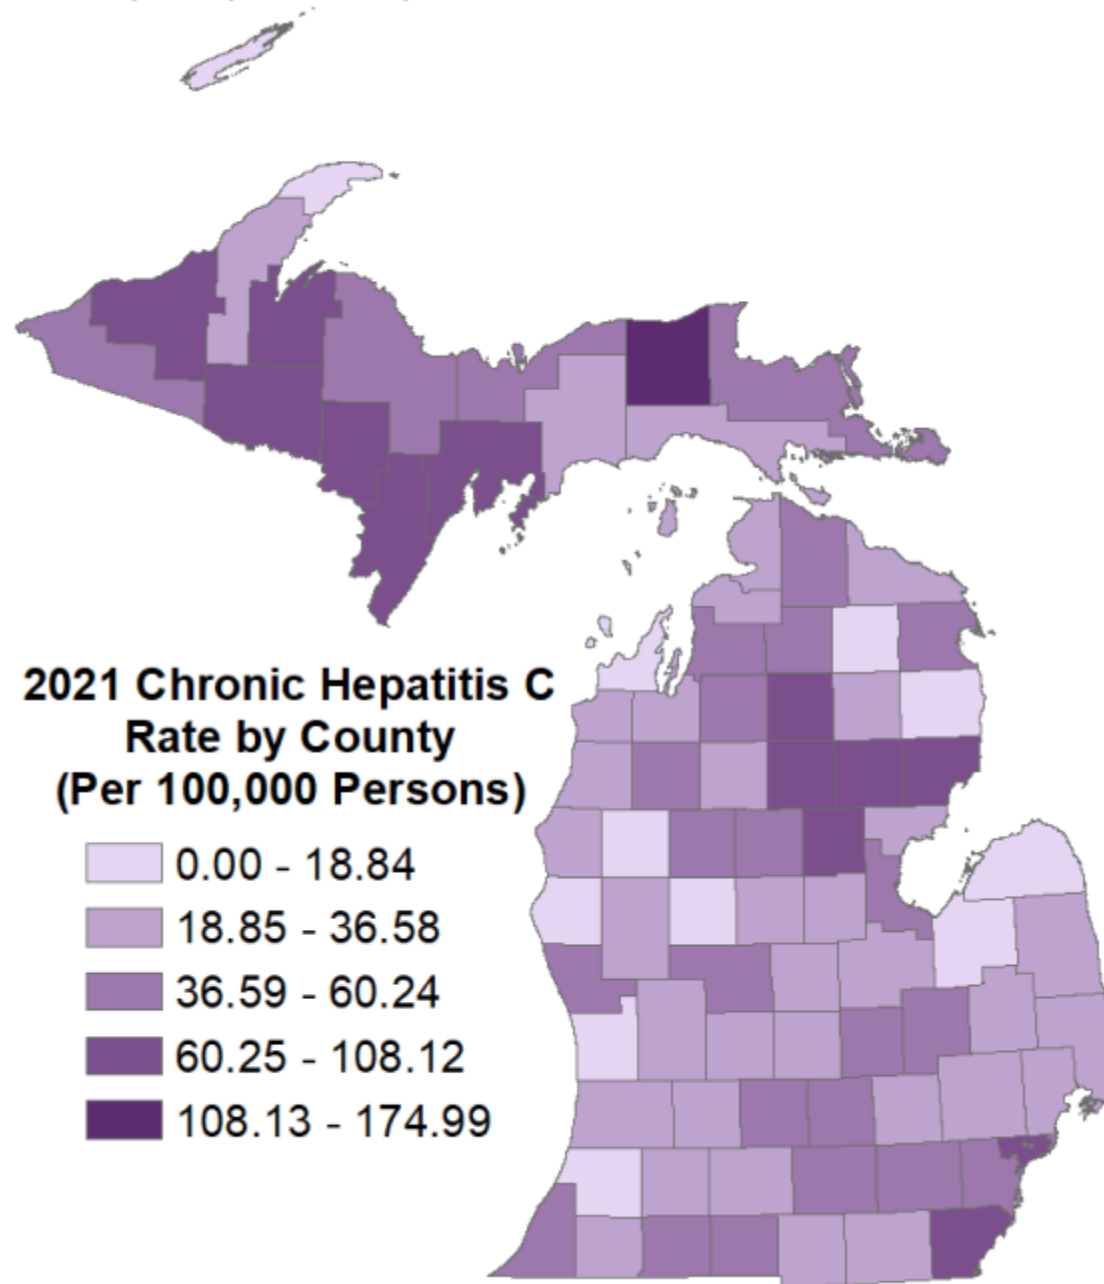 2021 Chronic Hepatitis C
Rate by County
(Per 100,000 Persons)
0.00 - 18.84
18.85 - 36.58
36.59 - 60.24
60.25 - 108.12
108.13 - 174.99